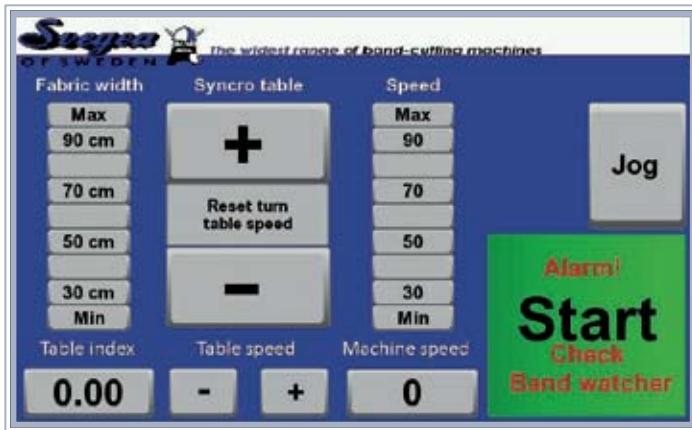 Svegea
OF SWEDEN
The widest range of band-cutting machines
Fabric width
Max
90 cm
70 cm
50 cm
30 cm
Min
Syncro table
+
Reset turn
table speed
-
Speed
Max
90
70
50
30
Min
Jog
Alarm!
Start
Check
Band watcher
Table index
0.00
Table speed
- +
Machine speed
0